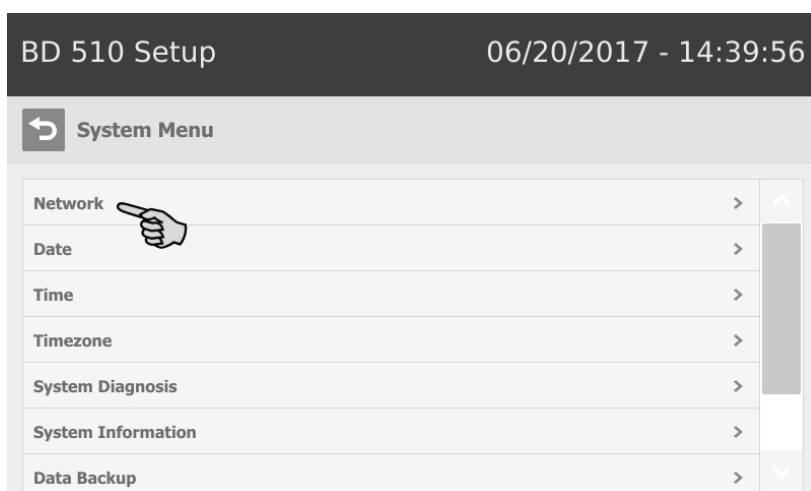 BD 510 Setup 06/20/2017 - 14:39:56
System Menu
Network
Date
Time
Timezone
System Diagnosis
System Information
Data Backup